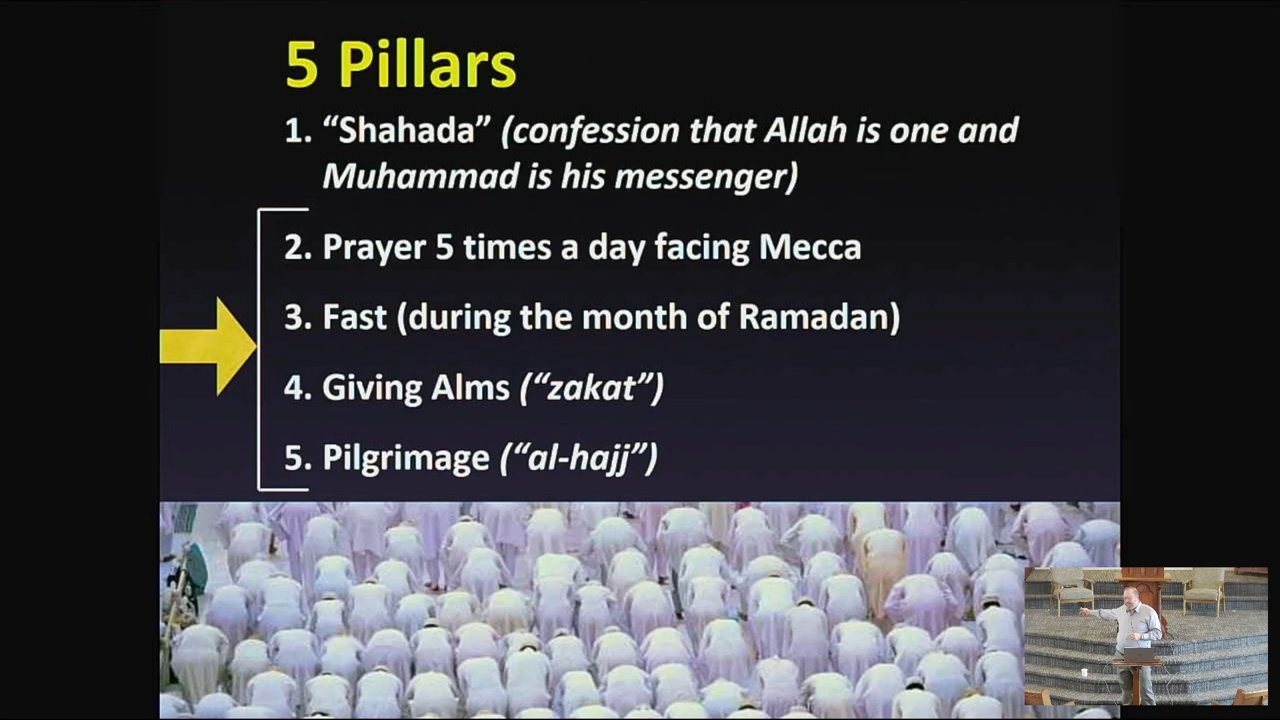 5 Pillars
1. “Shahada” (confession that Allah is one and
Muhammad is his messenger)
2. Prayer 5 times a day facing Mecca
3. Fast (during the month of Ramadan)
4. Giving Alms (“zakat”)
5. Pilgrimage (“al-hajj”)